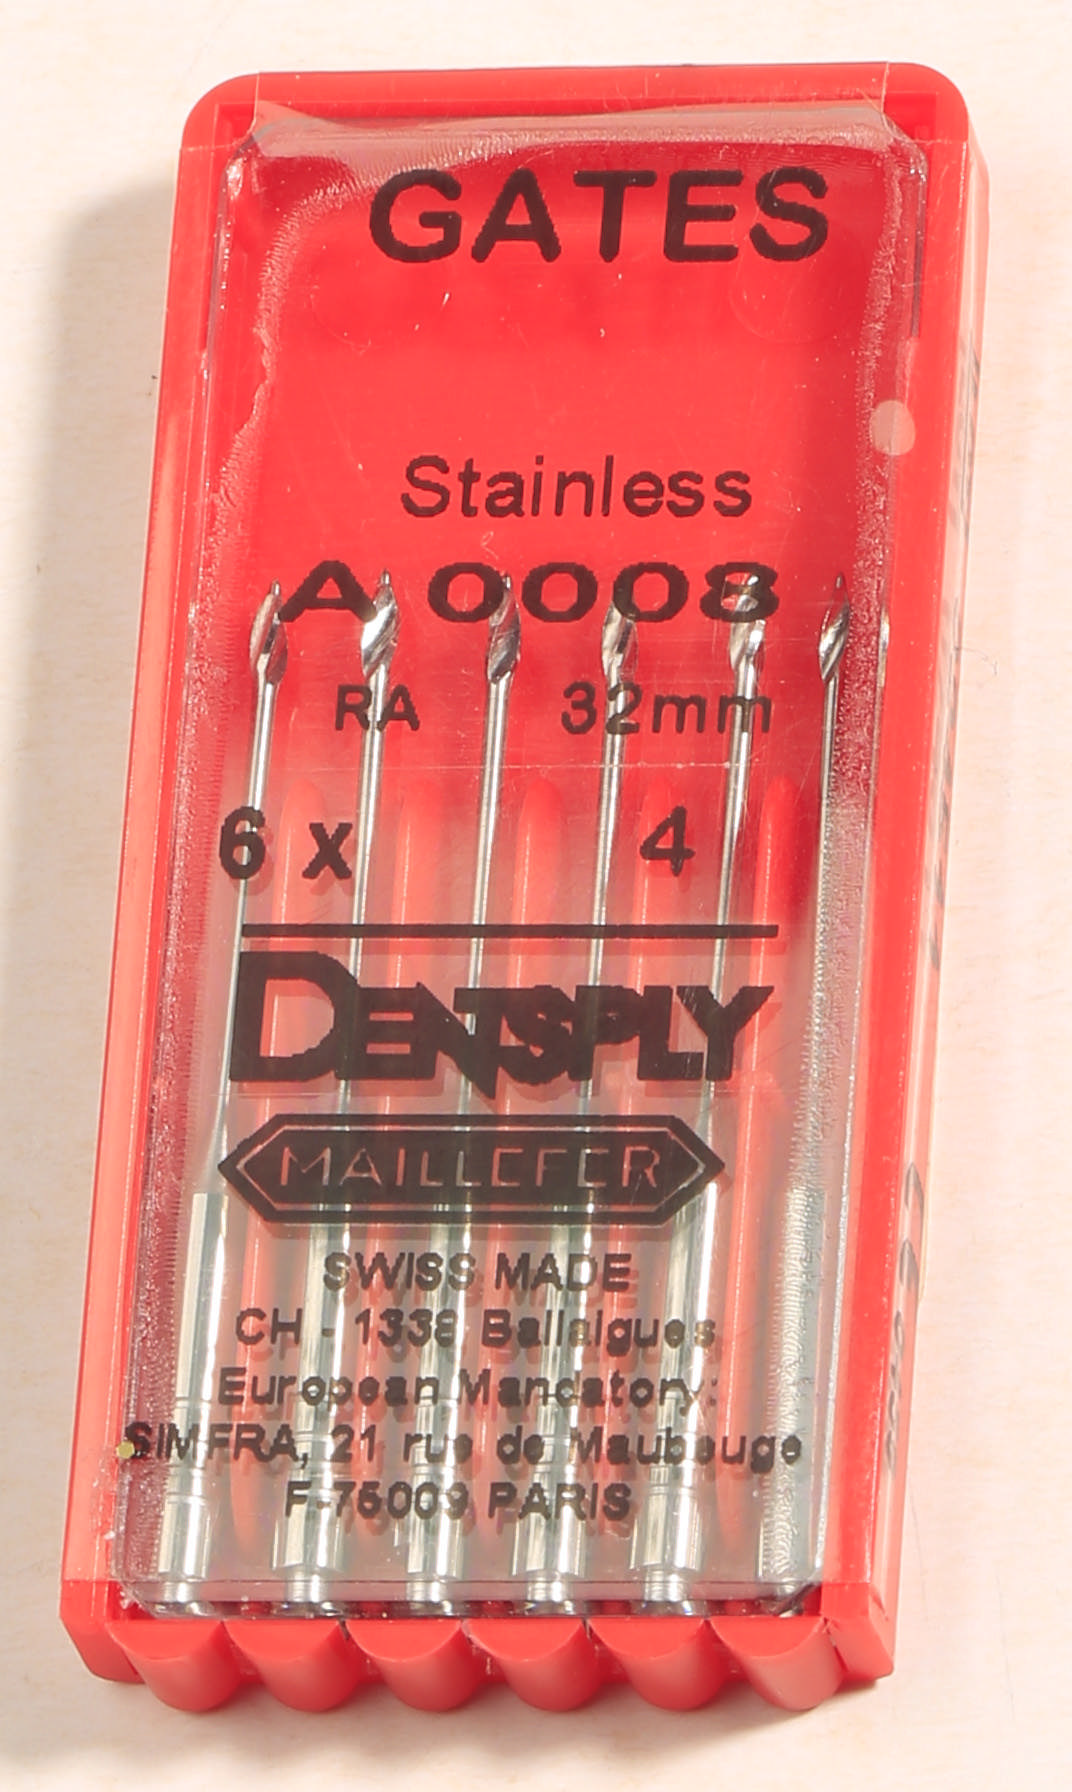 GATES
Stainless
A 0008
RA 32mm
6 x 4
DENTSPLY
MAILLEFER
SWISS MADE
CH - 1338 Ballaigues
European Mandatory:
SIMFRA, 21 rue de Maubeuge
F-75009 PARIS